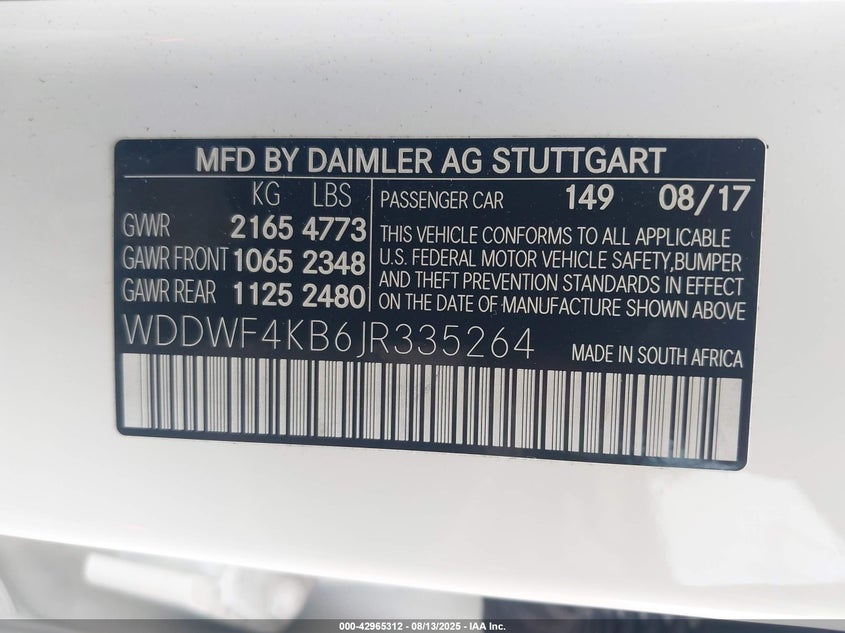 MFD BY DAIMLER AG STUTTGART
KG LBS
GVWR 2165 4773
GAWR FRONT 1065 2348
GAWR REAR 1125 2480
PASSENGER CAR 149 08/17
THIS VEHICLE CONFORMS TO ALL APPLICABLE
U.S. FEDERAL MOTOR VEHICLE SAFETY,BUMPER
AND THEFT PREVENTION STANDARDS IN EFFECT
ON THE DATE OF MANUFACTURE SHOWN ABOVE
WDDWF4KB6JR335264
MADE IN SOUTH AFRICA
000-42965312 - 08/13/2025 - IAA Inc.